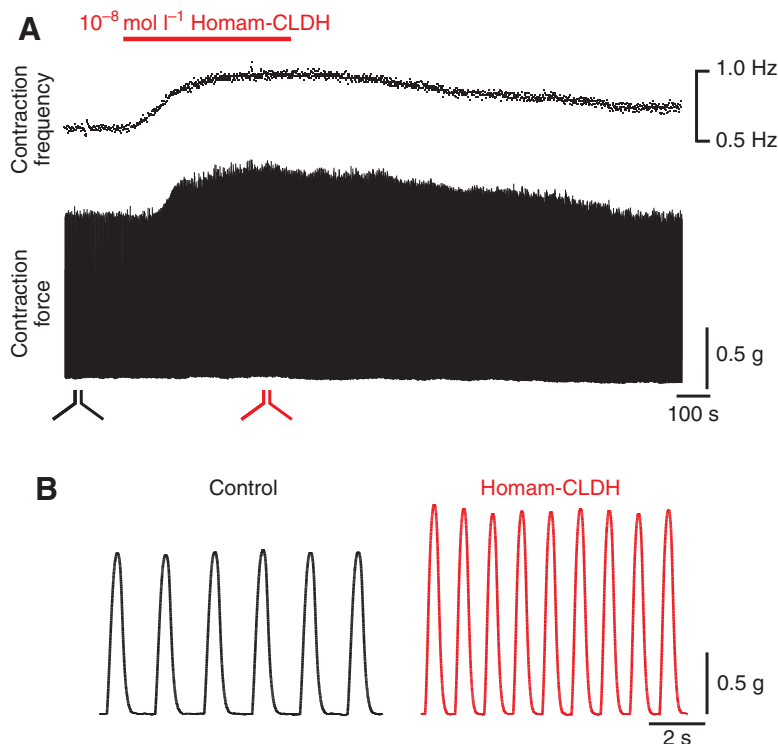 A
10⁻⁸ mol l⁻¹ Homam-CLDH
Contraction
frequency
1.0 Hz
0.5 Hz
Contraction
force
0.5 g
100 s
B
Control
Homam-CLDH
0.5 g
2 s